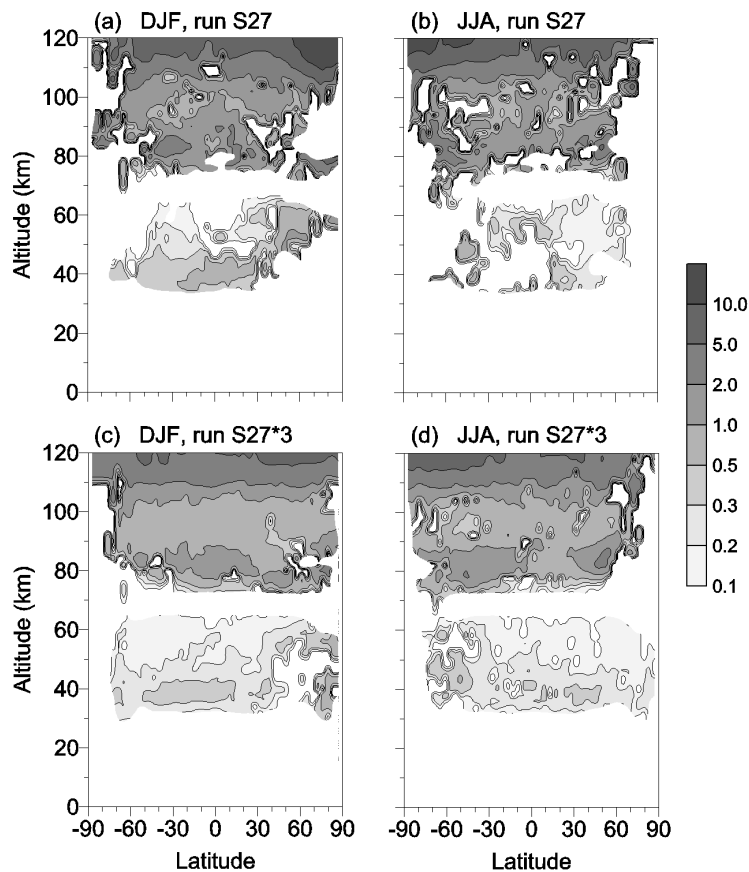 (a) DJF, run S27
(b) JJA, run S27
120
100
80
60
40
20
0
Altitude (km)
10.0
5.0
2.0
1.0
0.5
0.3
0.2
0.1
(c) DJF, run S27*3
(d) JJA, run S27*3
120
100
80
60
40
20
0
Altitude (km)
-90 -60 -30 0 30 60 90
-90 -60 -30 0 30 60 90
Latitude
Latitude